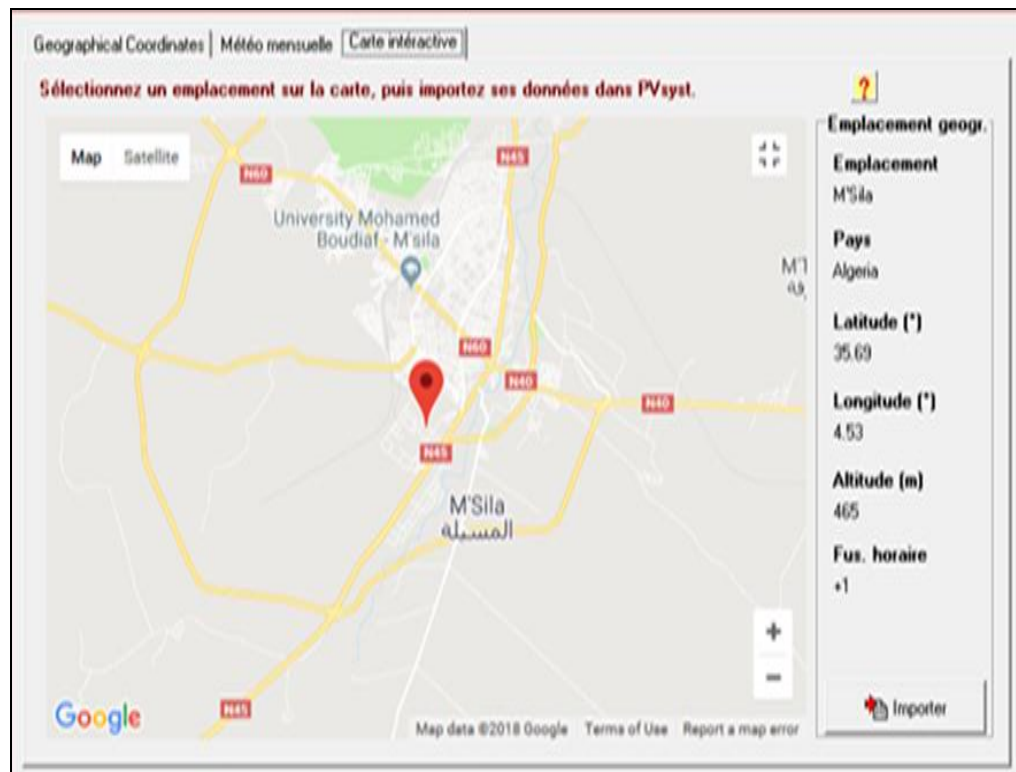 Geographical Coordinates Météo mensuelle Carte intéractive
Sélectionnez un emplacement sur la carte, puis importez ses données dans PVsyst.
?
Map Satellite
N45
N60
University Mohamed
Boudiaf - M'sila
N60
N40
N40
N45
M'Sila
المسيلة
N45
+
−
Google
Map data ©2018 Google Terms of Use Report a map error
Emplacement geogr.
Emplacement
M'Sila
Pays
Algeria
Latitude (°)
35.69
Longitude (°)
4.53
Altitude (m)
465
Fus. horaire
+1
Importer